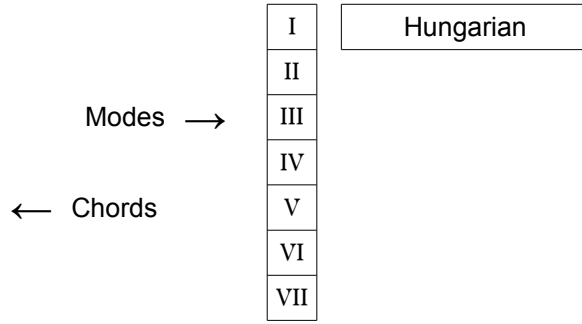 I Hungarian
II
Modes → III
IV
← Chords V
VI
VII